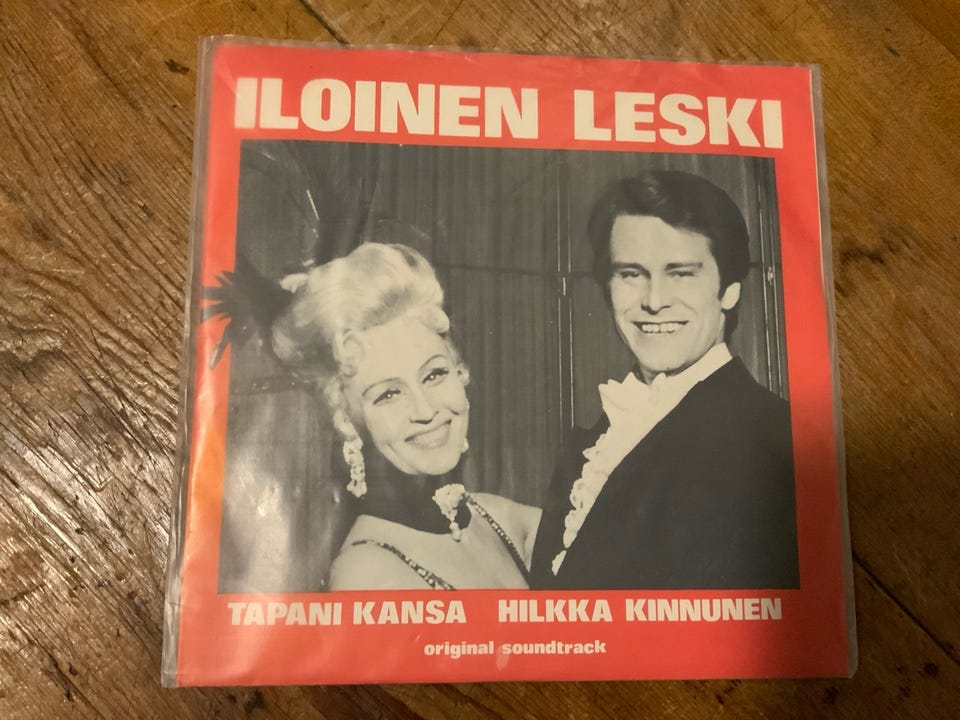 ILOINEN LESKI
TAPANI KANSA HILKKA KINNUNEN
original soundtrack